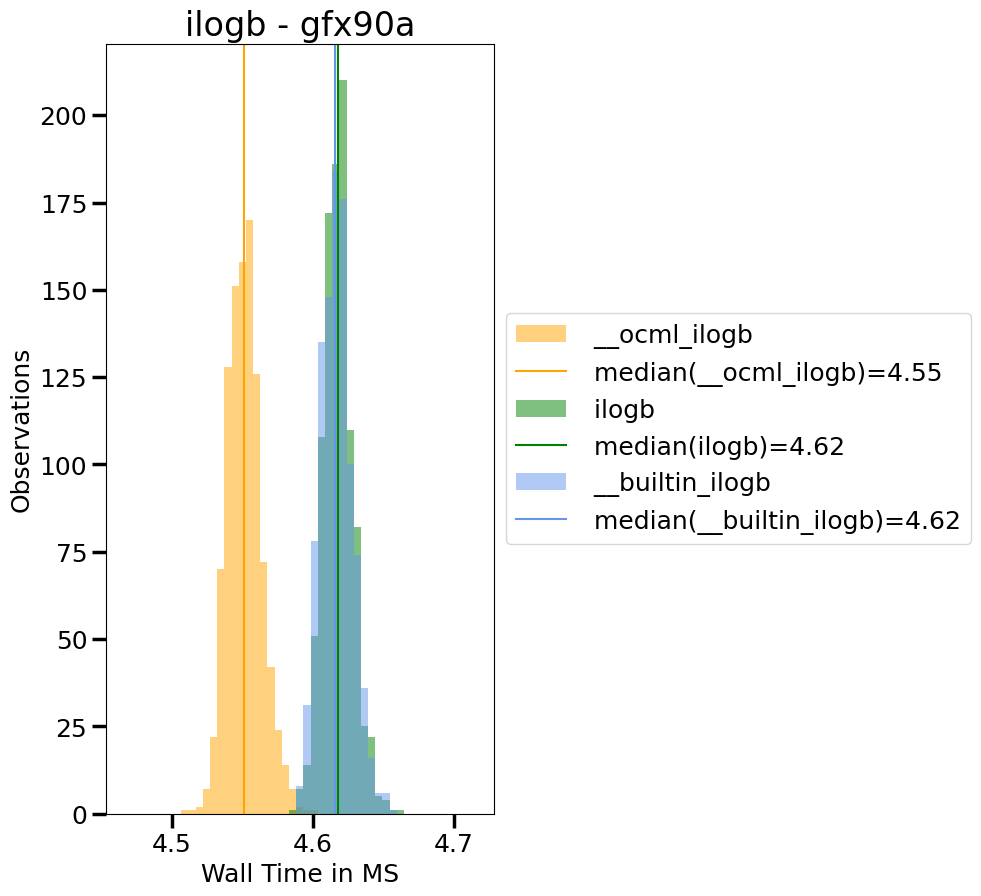 ilogb - gfx90a
200
175
150
125
100
75
50
25
0
4.5 4.6 4.7
Observations
Wall Time in MS
__ocml_ilogb
median(__ocml_ilogb)=4.55
ilogb
median(ilogb)=4.62
__builtin_ilogb
median(__builtin_ilogb)=4.62